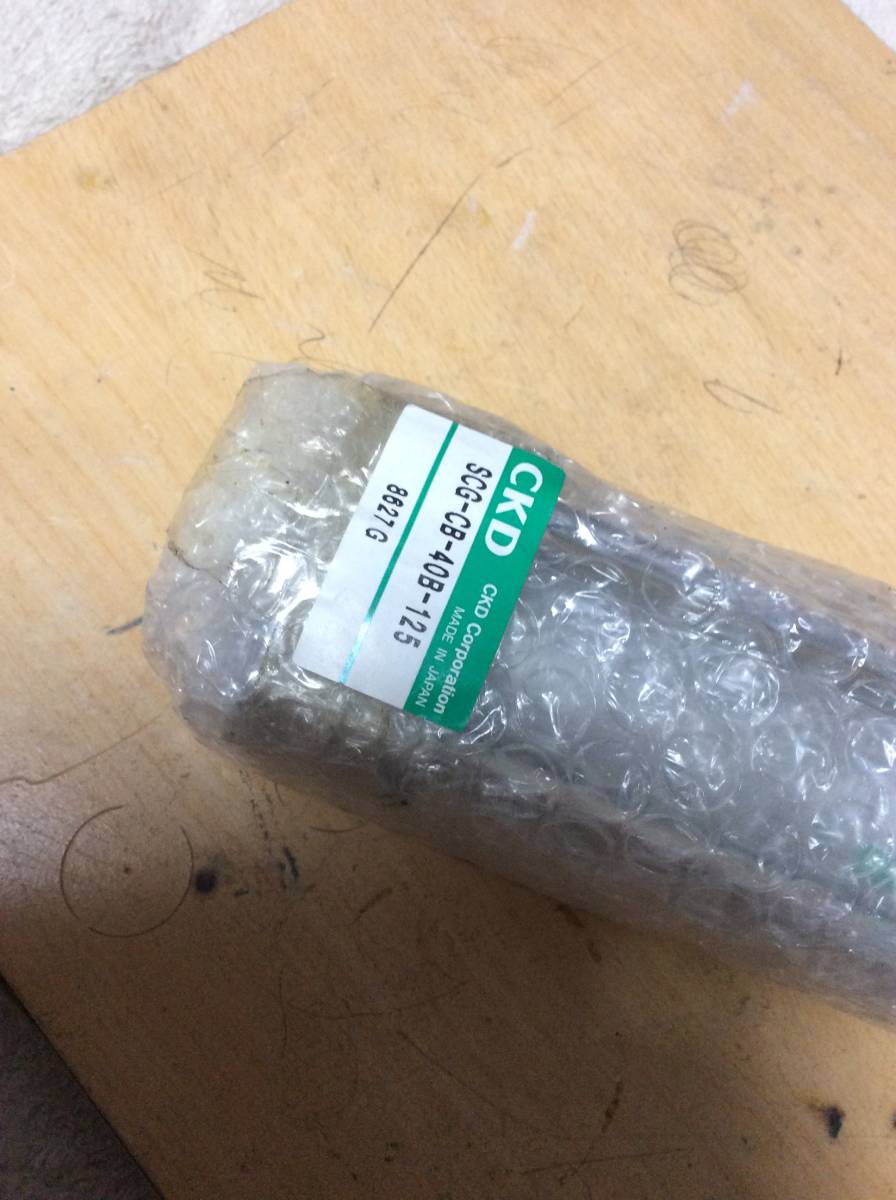 CKD CKD Corporation
MADE IN JAPAN
SCG-CB-40B-125
8627G